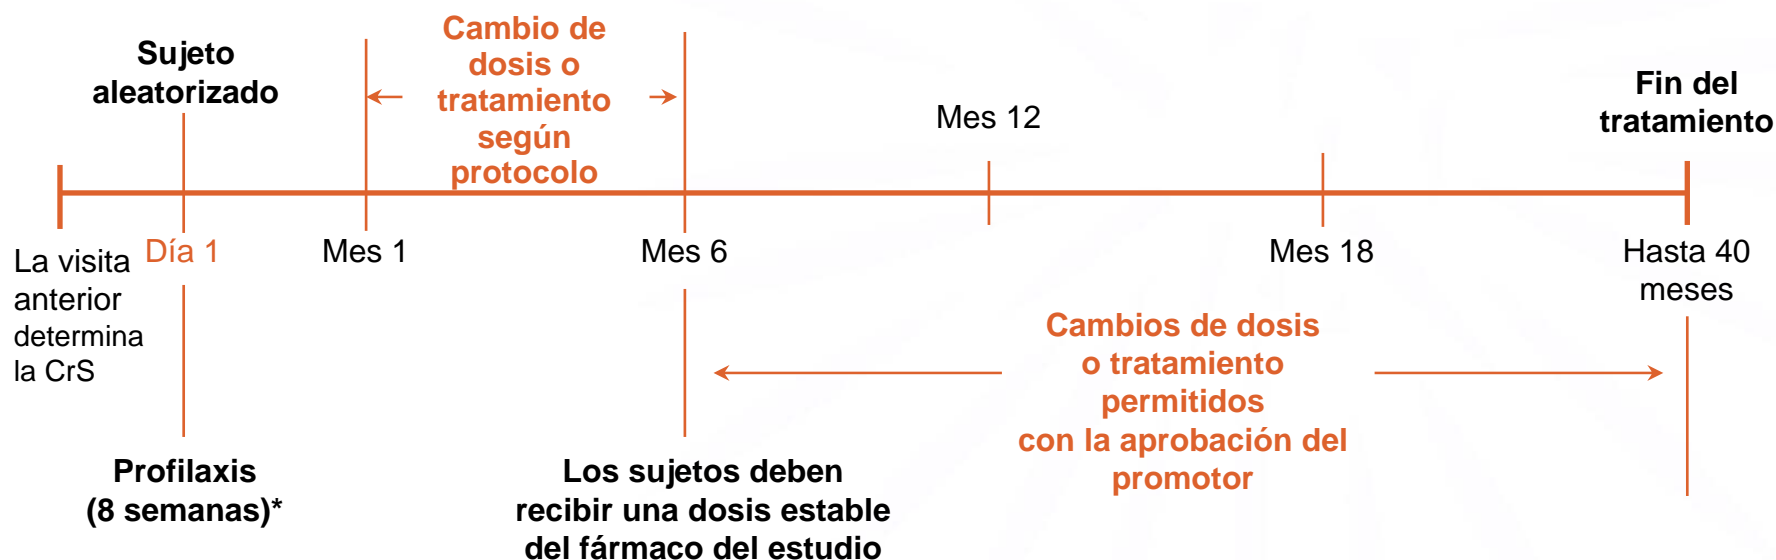 Sujeto
aleatorizado
Cambio de
dosis o
tratamiento
según
protocolo
Mes 12
Fin del
tratamiento
La visita
anterior
determina
la CrS
Día 1
Mes 1
Mes 6
Mes 18
Hasta 40
meses
Cambios de dosis
o tratamiento
permitidos
con la aprobación del
promotor
Profilaxis
(8 semanas)*
Los sujetos deben
recibir una dosis estable
del fármaco del estudio